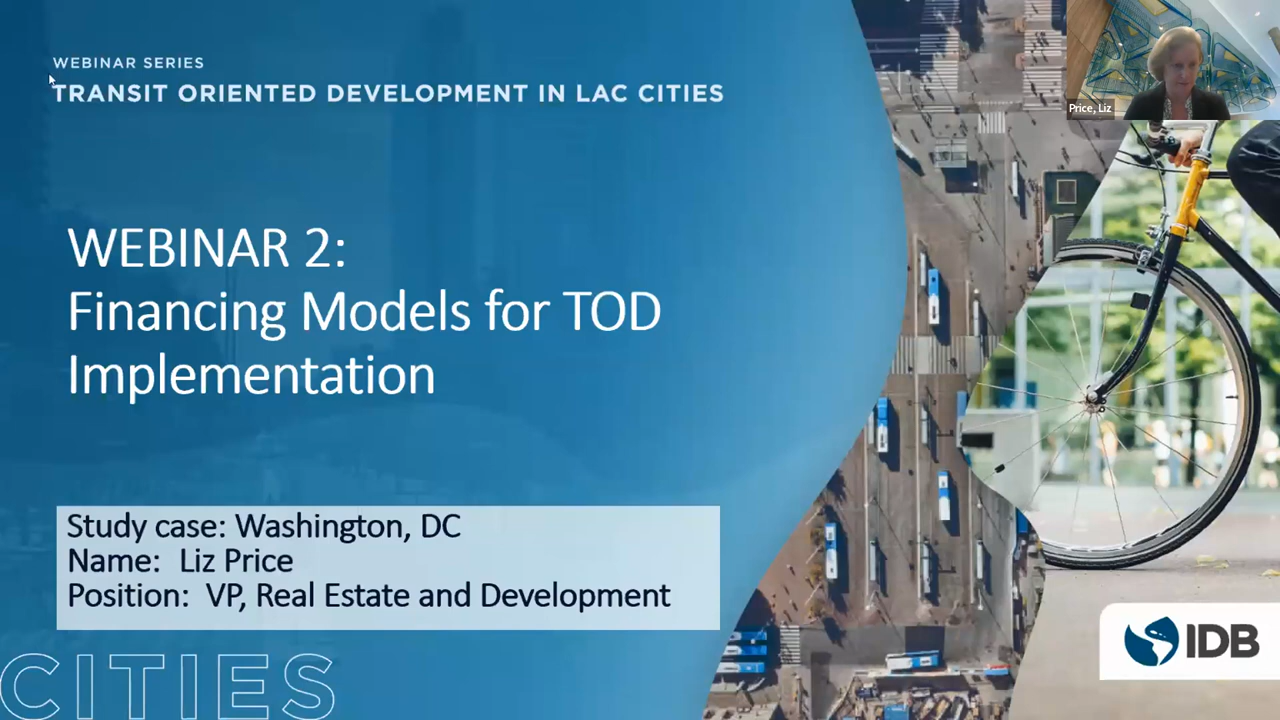 WEBINAR SERIES
TRANSIT ORIENTED DEVELOPMENT IN LAC CITIES
Price, Liz
WEBINAR 2:
Financing Models for TOD
Implementation
Study case: Washington, DC
Name: Liz Price
Position: VP, Real Estate and Development
IDB
CITIES